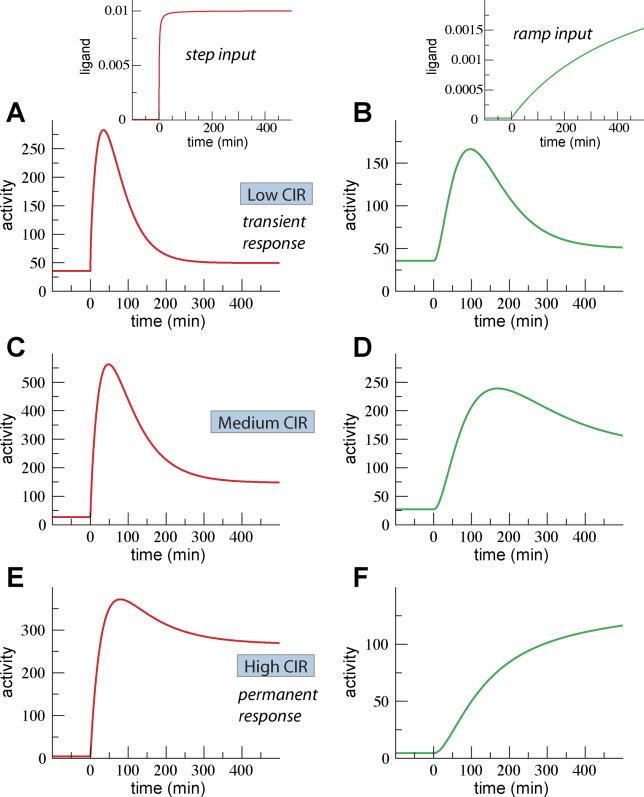 0.01
0.005
0
ligand
step input
0
200
400
time (min)
0.0015
0.001
0.0005
0
ligand
ramp input
0
200
400
time (min)
A
250
200
150
100
50
0
activity
Low CIR
transient
response
0
100
200
300
400
time (min)
B
150
100
50
0
activity
0
100
200
300
400
time (min)
C
500
400
300
200
100
0
activity
Medium CIR
0
100
200
300
400
time (min)
D
250
200
150
100
50
0
activity
0
100
200
300
400
time (min)
E
300
200
100
0
activity
High CIR
permanent
response
0
100
200
300
400
time (min)
F
100
50
0
activity
0
100
200
300
400
time (min)